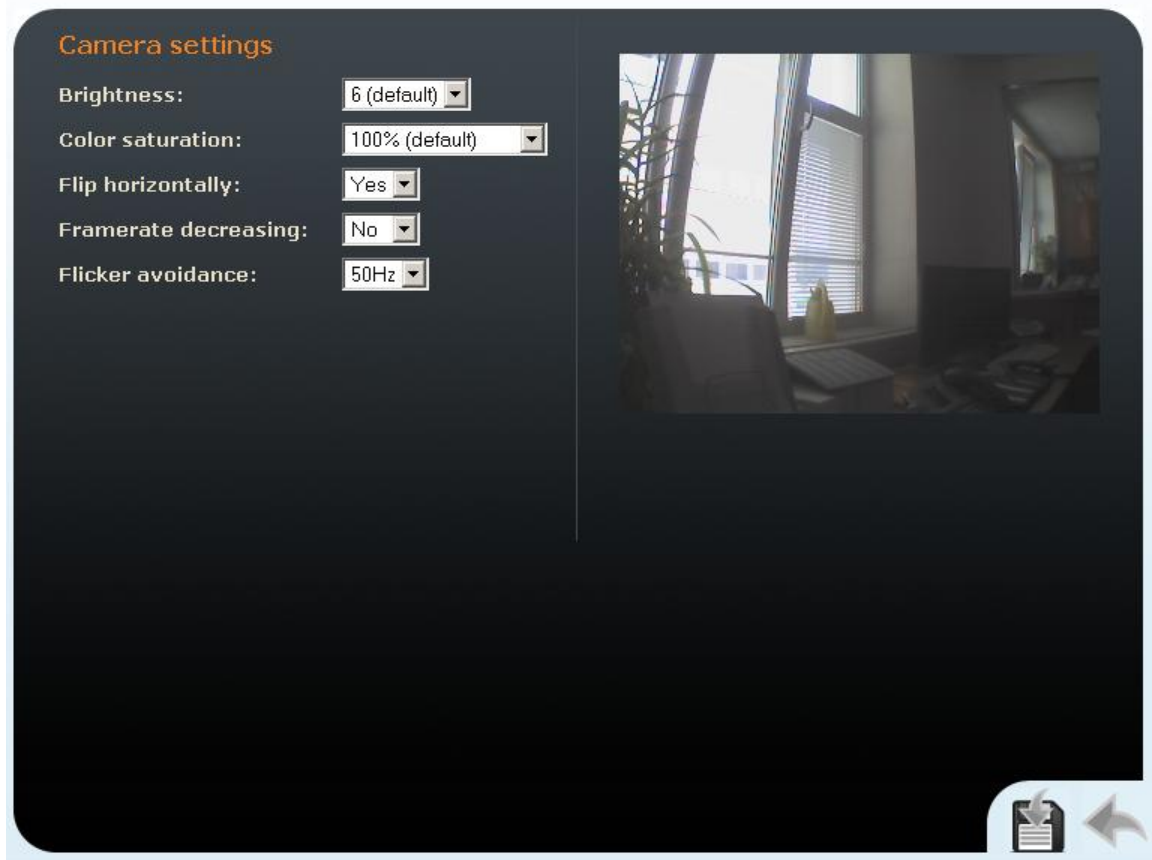 Camera settings
Brightness: 6 (default)
Color saturation: 100% (default)
Flip horizontally: Yes
Framerate decreasing: No
Flicker avoidance: 50Hz